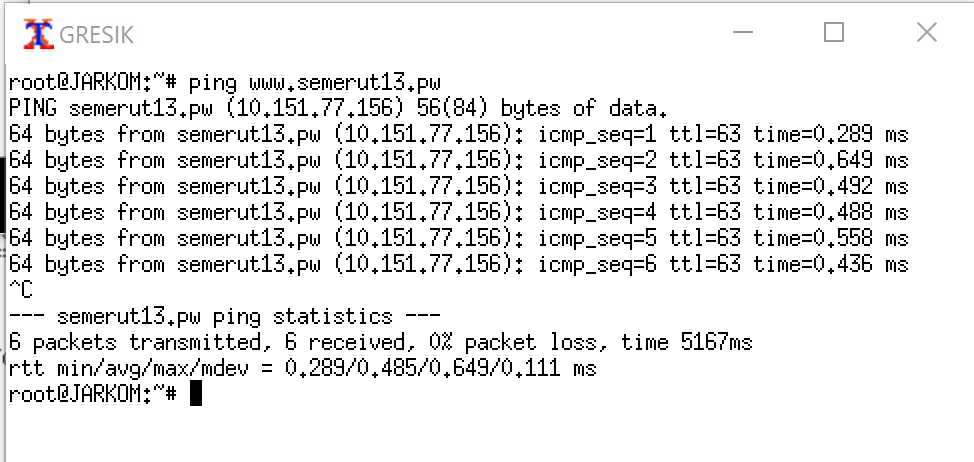 GRESIK
root@JARKOM:~# ping www.semerut13.pw
PING semerut13.pw (10.151.77.156) 56(84) bytes of data.
64 bytes from semerut13.pw (10.151.77.156): icmp_seq=1 ttl=63 time=0.289 ms
64 bytes from semerut13.pw (10.151.77.156): icmp_seq=2 ttl=63 time=0.649 ms
64 bytes from semerut13.pw (10.151.77.156): icmp_seq=3 ttl=63 time=0.492 ms
64 bytes from semerut13.pw (10.151.77.156): icmp_seq=4 ttl=63 time=0.488 ms
64 bytes from semerut13.pw (10.151.77.156): icmp_seq=5 ttl=63 time=0.558 ms
64 bytes from semerut13.pw (10.151.77.156): icmp_seq=6 ttl=63 time=0.436 ms
^C
--- semerut13.pw ping statistics ---
6 packets transmitted, 6 received, 0% packet loss, time 5167ms
rtt min/avg/max/mdev = 0.289/0.485/0.649/0.111 ms
root@JARKOM:~#